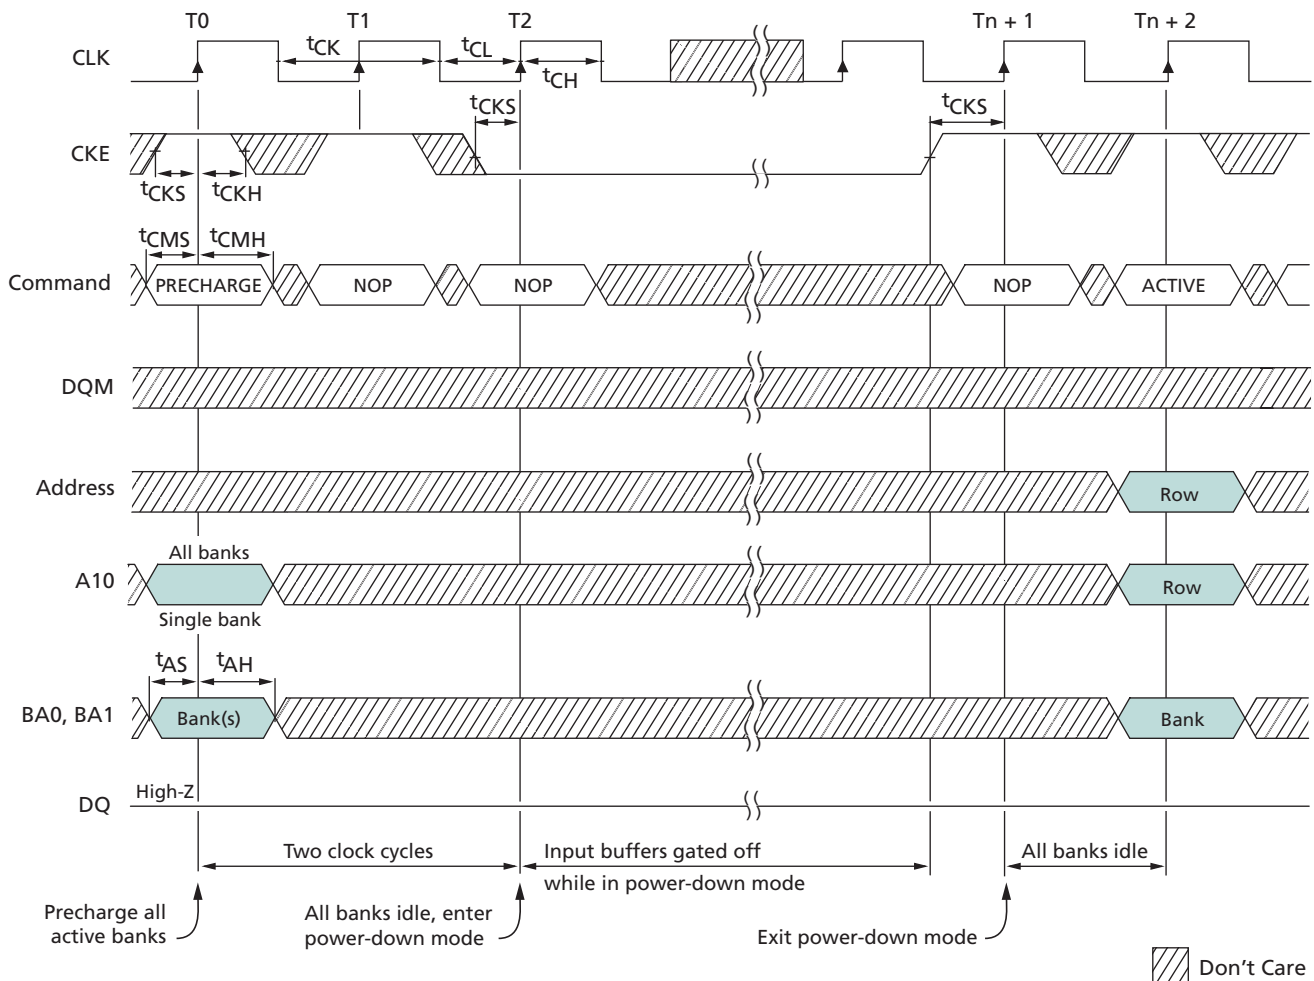 T0 T1 T2 Tn + 1 Tn + 2
CLK
tCK tCL
tCH
tCKS tCKS
CKE
tCKS tCKH
tCMS tCMH
Command PRECHARGE NOP NOP NOP ACTIVE
DQM
Address Row
All banks
A10 Row
Single bank
tAS tAH
BA0, BA1 Bank(s) Bank
High-Z
DQ
Two clock cycles
Input buffers gated off
while in power-down mode
All banks idle
Precharge all
active banks
All banks idle, enter
power-down mode
Exit power-down mode
Don't Care